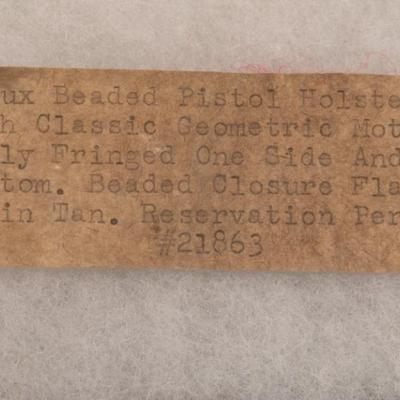 ux Beaded Pistol Holste
h Classic Geometric Mot
ly Fringed One Side And
tom. Beaded Closure Fla
in Tan. Reservation Per
#21863